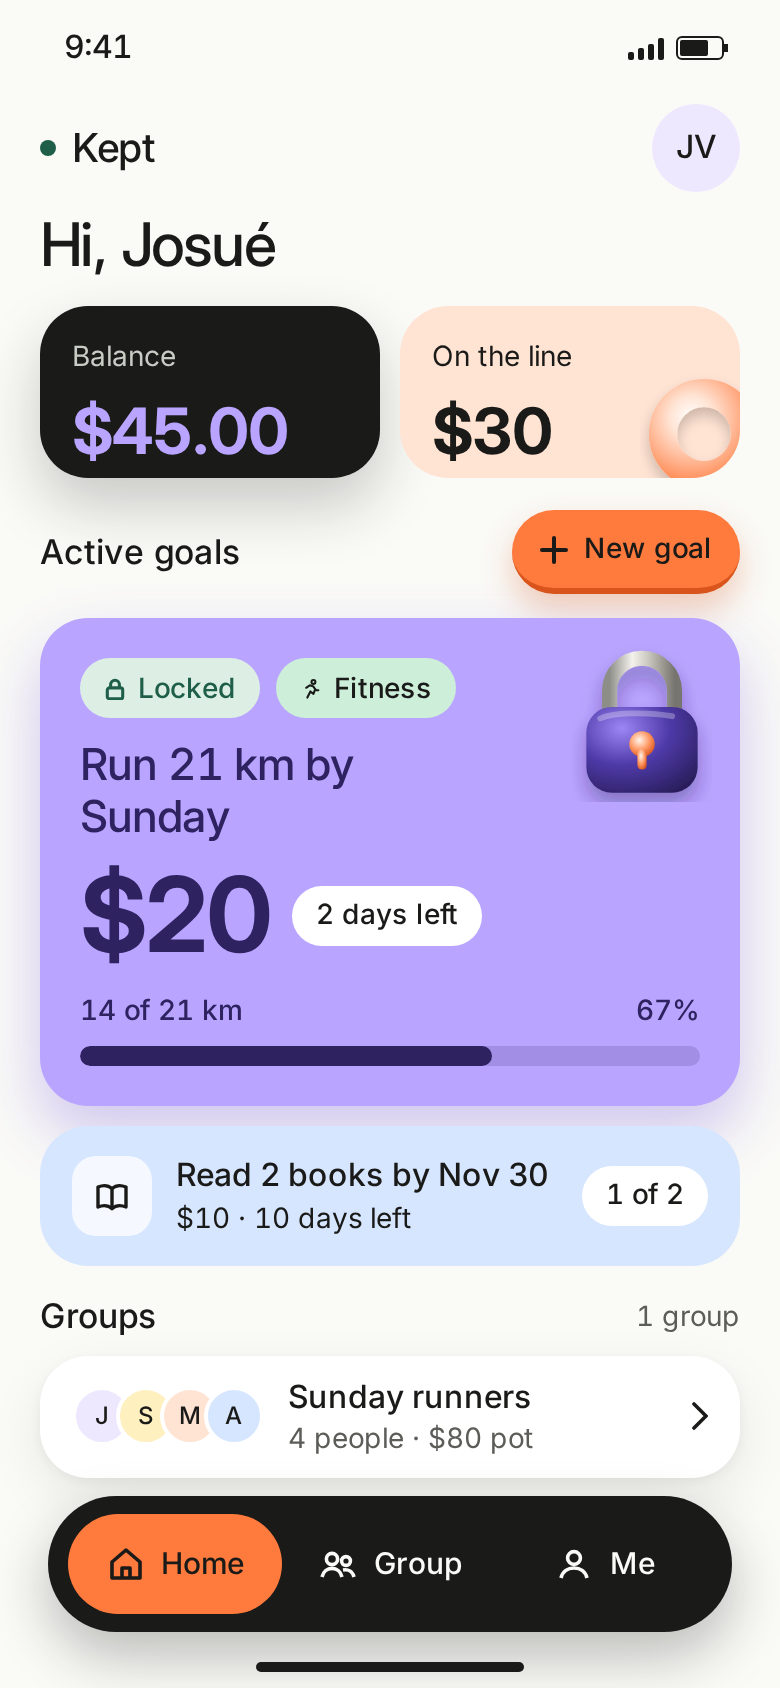 9:41
Kept
JV
Hi, Josué
Balance
$45.00
On the line
$30
Active goals
New goal
Locked
Fitness
Run 21 km by
Sunday
$20
2 days left
14 of 21 km
67%
Read 2 books by Nov 30
$10 · 10 days left
1 of 2
Groups
1 group
J
S
M
A
Sunday runners
4 people · $80 pot
Home
Group
Me